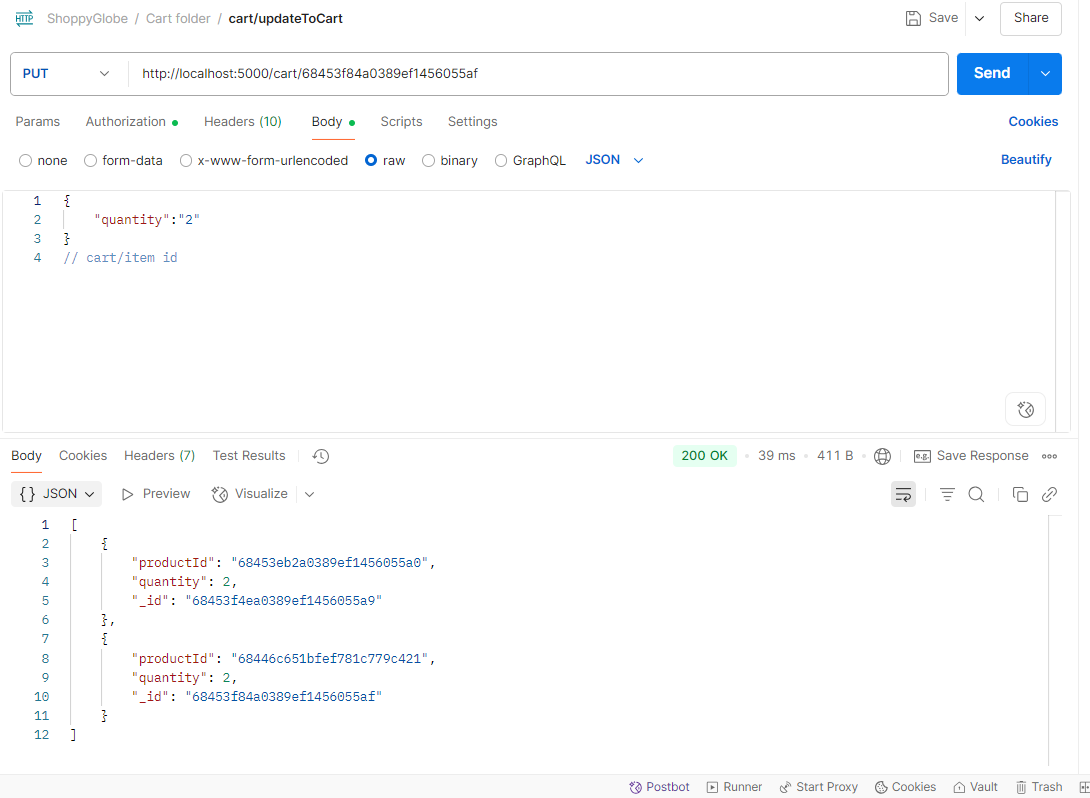 HTTP ShoppyGlobe / Cart folder / cart/updateToCart Save Share
PUT http://localhost:5000/cart/68453f84a0389ef1456055af Send
Params Authorization Headers (10) Body Scripts Settings Cookies
none form-data x-www-form-urlencoded raw binary GraphQL JSON Beautify
1 {
2 "quantity":"2"
3 }
4 // cart/item id
Body Cookies Headers (7) Test Results 200 OK • 39 ms • 411 B e.g. Save Response
{} JSON Preview Visualize
1 [
2 {
3 "productId": "68453eb2a0389ef1456055a0",
4 "quantity": 2,
5 "_id": "68453f4ea0389ef1456055a9"
6 },
7 {
8 "productId": "68446c651bfef781c779c421",
9 "quantity": 2,
10 "_id": "68453f84a0389ef1456055af"
11 }
12 ]
Postbot Runner Start Proxy Cookies Vault Trash